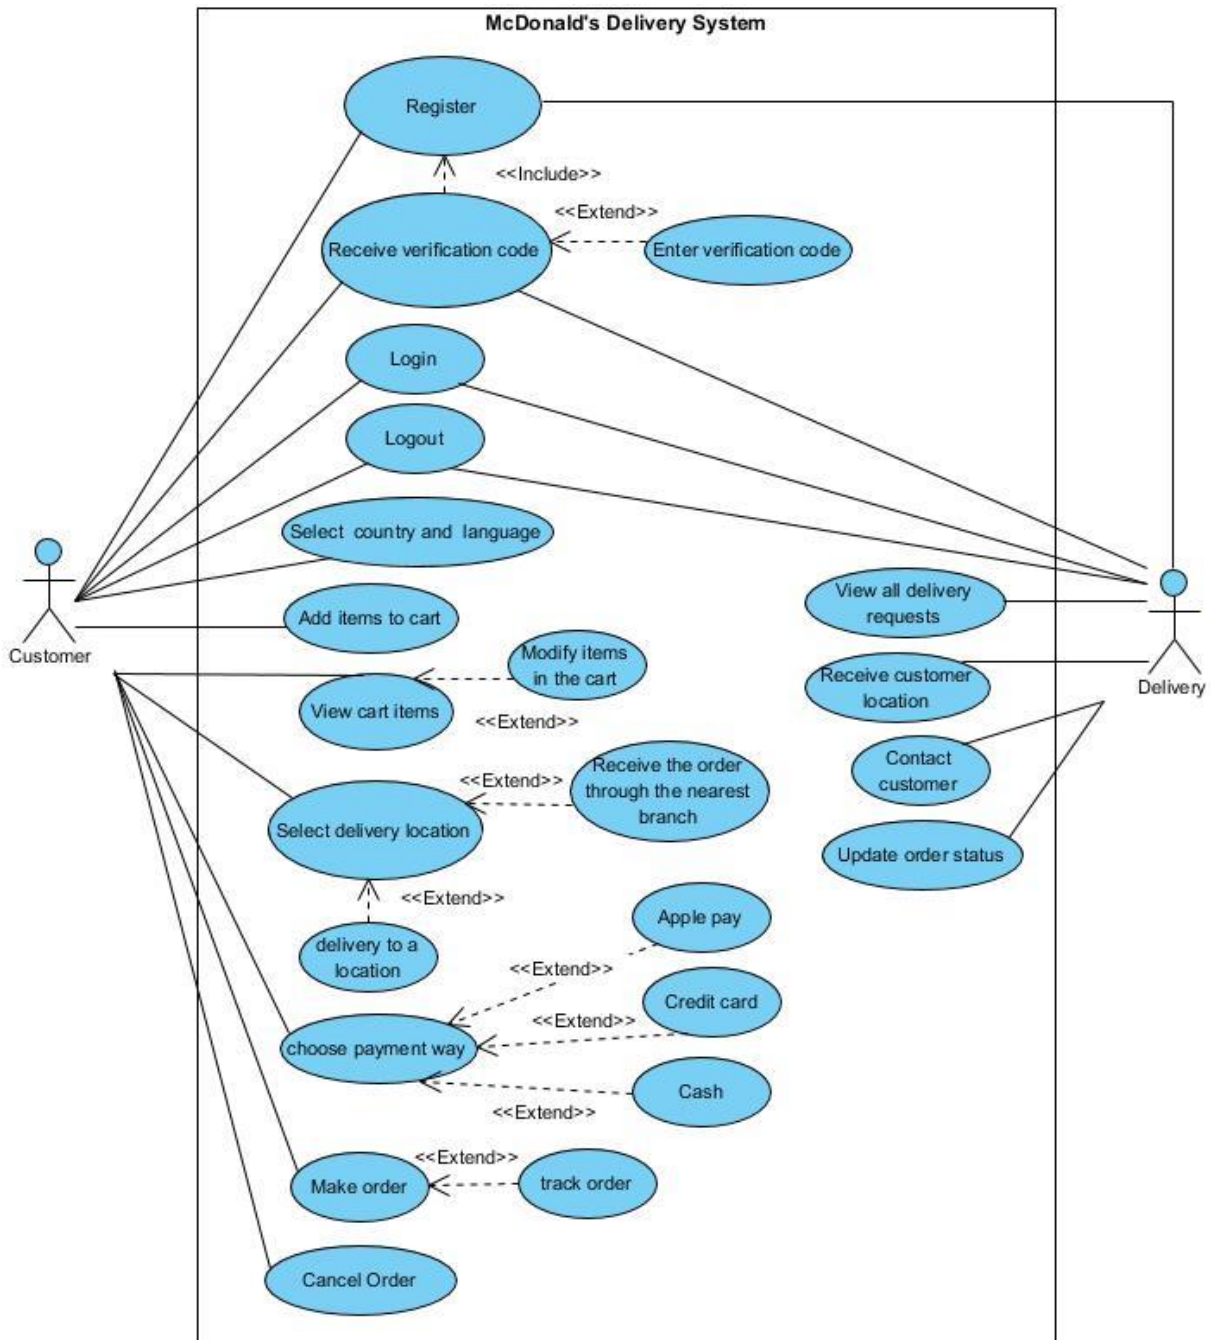 McDonald's Delivery System
Register
<<Include>>
<<Extend>>
Receive verification code
Enter verification code
Login
Logout
Select  country and  language
Customer
Add items to cart
View all delivery
requests
Delivery
Modify items
in the cart
View cart items
<<Extend>>
Receive customer
location
Contact
customer
<<Extend>>
Receive the order
through the nearest
branch
Select delivery location
Update order status
<<Extend>>
delivery to a
location
Apple pay
<<Extend>>
Credit card
<<Extend>>
choose payment way
Cash
<<Extend>>
<<Extend>>
Make order
track order
Cancel Order